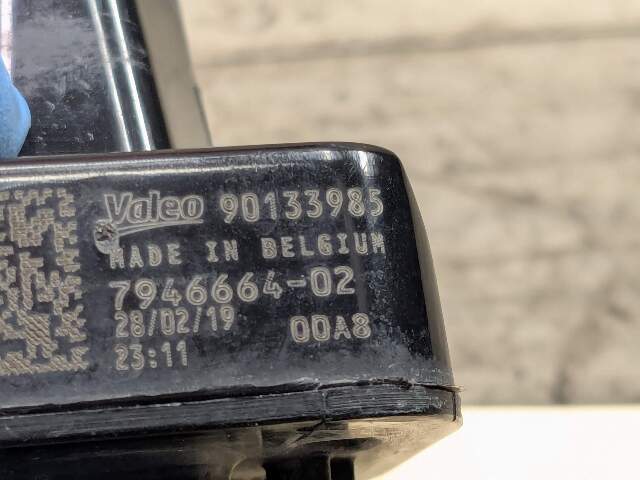 Valeo 90133985
MADE IN BELGIUM
7946664-02
28/02/19 00A8
23:11